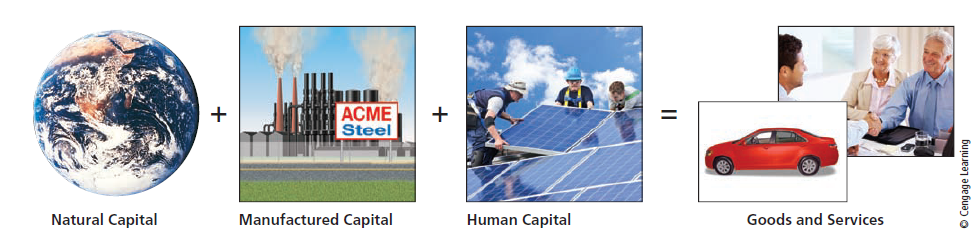 +
+
=
ACME
Steel
Natural Capital
Manufactured Capital
Human Capital
Goods and Services
© Cengage Learning